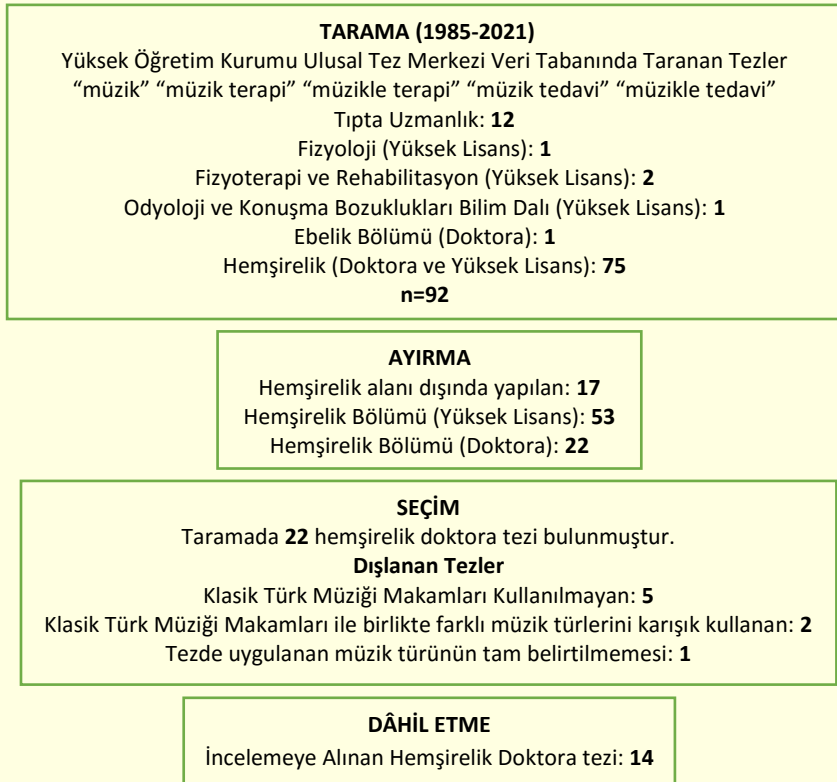 TARAMA (1985-2021)
Yüksek Öğretim Kurumu Ulusal Tez Merkezi Veri Tabanında Taranan Tezler
“müzik” “müzik terapi” “müzikle terapi” “müzik tedavi” “müzikle tedavi”
Tıpta Uzmanlık: 12
Fizyoloji (Yüksek Lisans): 1
Fizyoterapi ve Rehabilitasyon (Yüksek Lisans): 2
Odyoloji ve Konuşma Bozuklukları Bilim Dalı (Yüksek Lisans): 1
Ebelik Bölümü (Doktora): 1
Hemşirelik (Doktora ve Yüksek Lisans): 75
n=92
AYIRMA
Hemşirelik alanı dışında yapılan: 17
Hemşirelik Bölümü (Yüksek Lisans): 53
Hemşirelik Bölümü (Doktora): 22
SEÇİM
Taramada 22 hemşirelik doktora tezi bulunmuştur.
Dışlanan Tezler
Klasik Türk Müziği Makamları Kullanılmayan: 5
Klasik Türk Müziği Makamları ile birlikte farklı müzik türlerini karışık kullanan: 2
Tezde uygulanan müzik türünün tam belirtilmemesi: 1
DÂHİL ETME
İncelemeye Alınan Hemşirelik Doktora tezi: 14